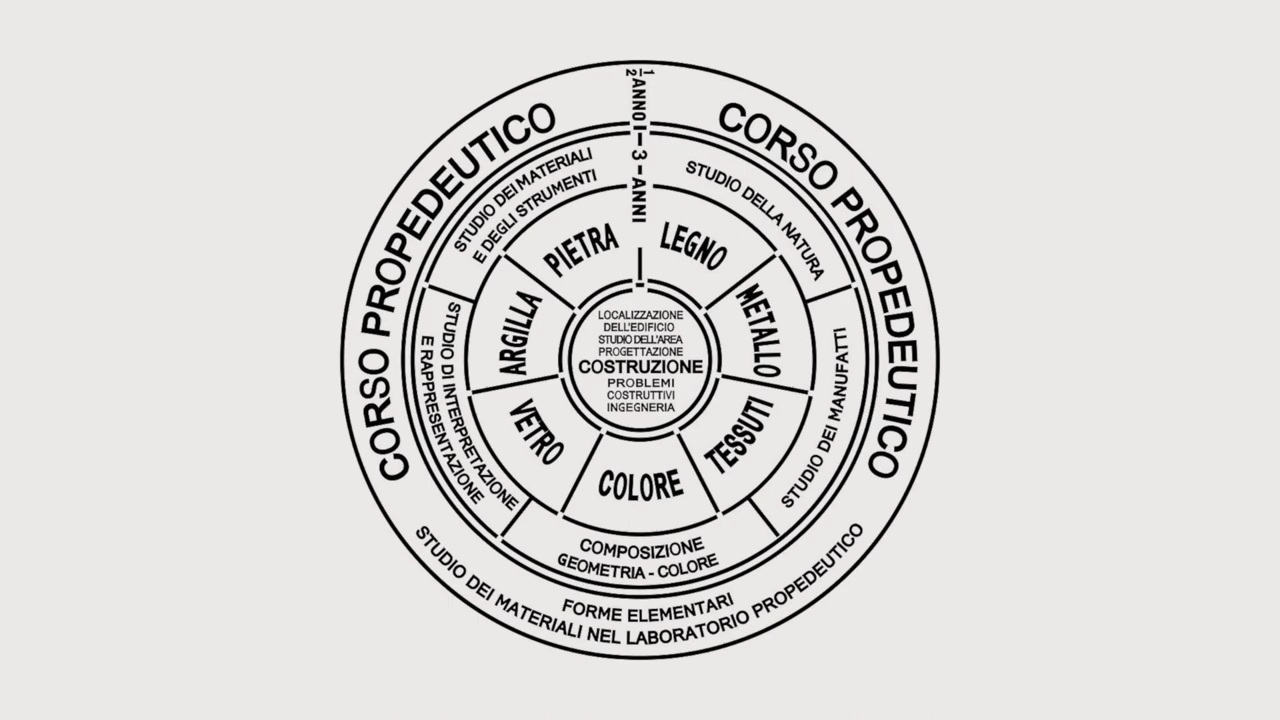 CORSO PROPEDEUTICO
CORSO PROPEDEUTICO
1/2 ANNO
3 - ANNI
STUDIO DEI MATERIALI
E DEGLI STRUMENTI
STUDIO DELLA NATURA
STUDIO DI INTERPRETAZIONE
E RAPPRESENTAZIONE
STUDIO DEI MANUFATTI
COMPOSIZIONE
GEOMETRIA - COLORE
PIETRA
LEGNO
ARGILLA
METALLO
VETRO
TESSUTI
COLORE
LOCALIZZAZIONE
DELL'EDIFICIO
STUDIO DELL'AREA
PROGETTAZIONE
COSTRUZIONE
PROBLEMI
COSTRUTTIVI
INGEGNERIA
FORME ELEMENTARI
STUDIO DEI MATERIALI NEL LABORATORIO PROPEDEUTICO